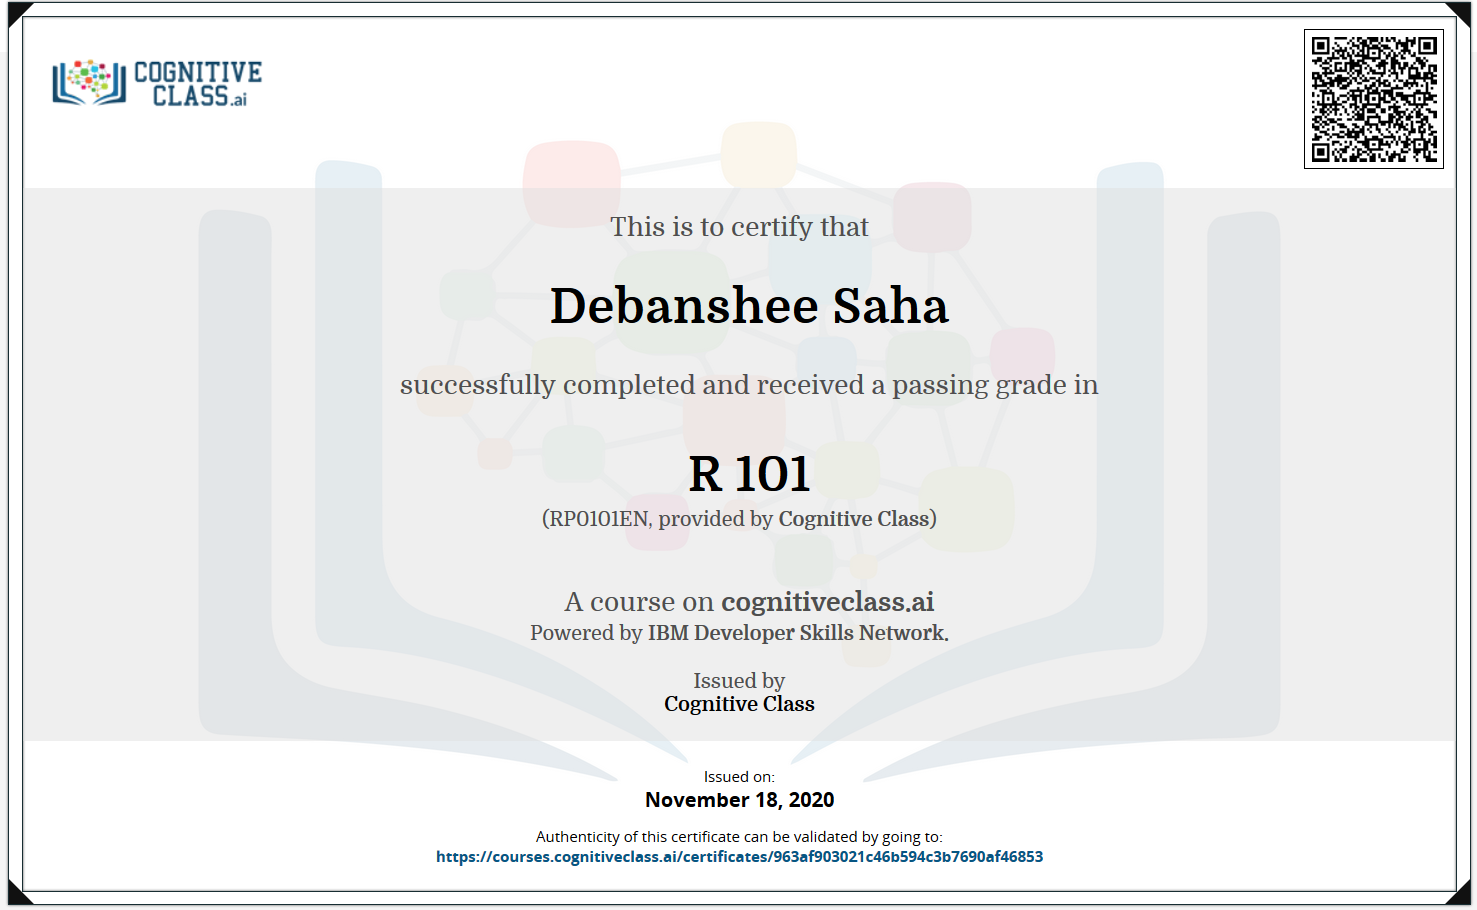 COGNITIVE
CLASS.ai
This is to certify that
Debanshee Saha
successfully completed and received a passing grade in
R 101
(RP0101EN, provided by Cognitive Class)
A course on cognitiveclass.ai
Powered by IBM Developer Skills Network.
Issued by
Cognitive Class
Issued on:
November 18, 2020
Authenticity of this certificate can be validated by going to:
https://courses.cognitiveclass.ai/certificates/963af903021c46b594c3b7690af46853